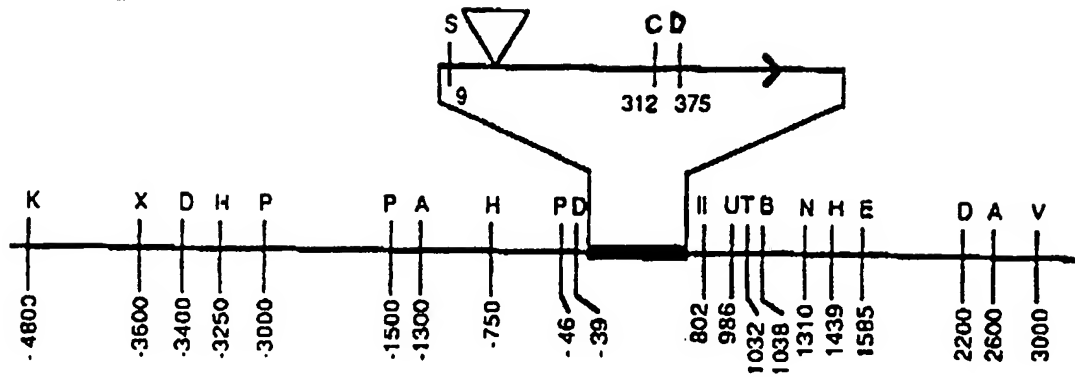 S C D
9 312 375
K X D H P P A H P D II U T B N H E D A V
-4800 -3600 -3400 -3250 -3000 -1500 -1300 -750 -46 -39 802 986 1032 1038 1310 1439 1585 2200 2600 3000